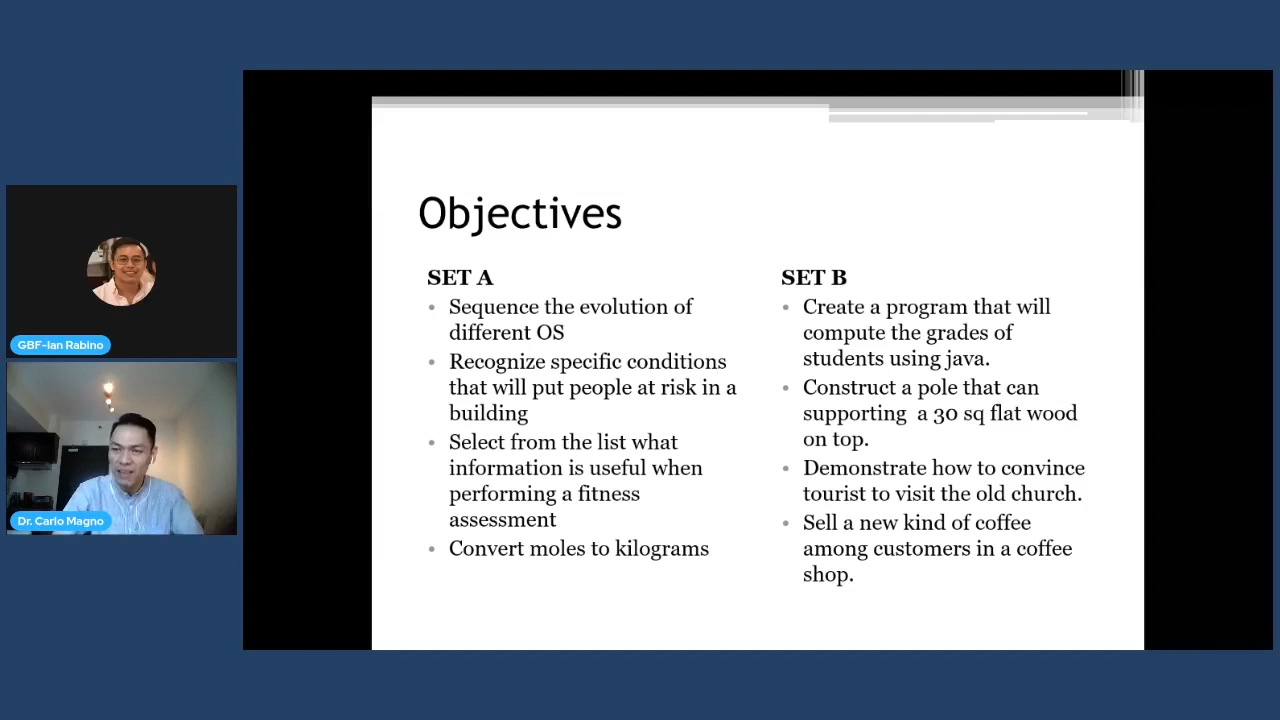 Objectives
SET A
• Sequence the evolution of
different OS
• Recognize specific conditions
that will put people at risk in a
building
• Select from the list what
information is useful when
performing a fitness
assessment
• Convert moles to kilograms
SET B
• Create a program that will
compute the grades of
students using java.
• Construct a pole that can
supporting a 30 sq flat wood
on top.
• Demonstrate how to convince
tourist to visit the old church.
• Sell a new kind of coffee
among customers in a coffee
shop.
GBF-Ian Rabino
Dr. Carlo Magno